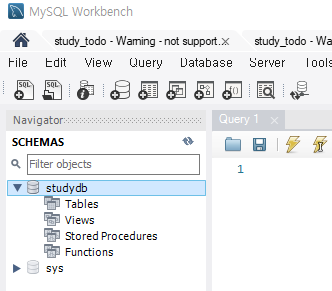 MySQL Workbench
study_todo - Warning - not support... × study_todo - Wa
File Edit View Query Database Server Tools
SQL SQL
Navigator Query 1 ×
SCHEMAS
Filter objects
1
studydb
Tables
Views
Stored Procedures
Functions
sys